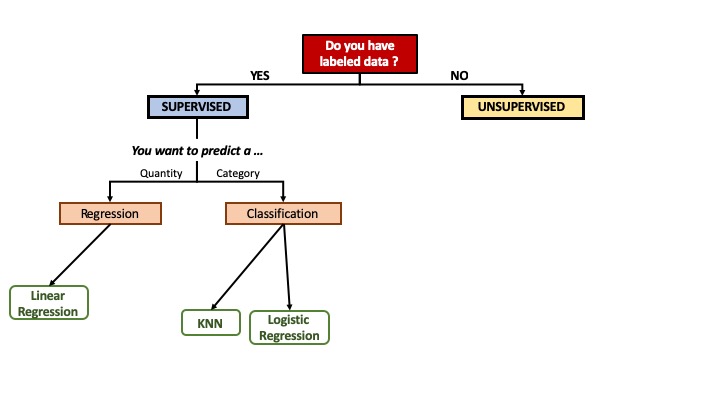 Do you have
labeled data ?
YES
NO
SUPERVISED
UNSUPERVISED
You want to predict a ...
Quantity
Category
Regression
Classification
Linear
Regression
KNN
Logistic
Regression